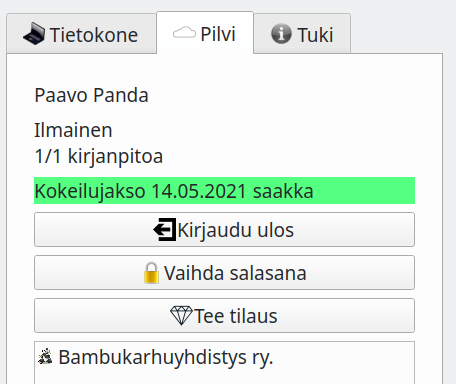 Tietokone
Pilvi
Tuki
Paavo Panda
Ilmainen
1/1 kirjanpitoa
Kokeilujakso 14.05.2021 saakka
Kirjaudu ulos
Vaihda salasana
Tee tilaus
Bambukarhuyhdistys ry.